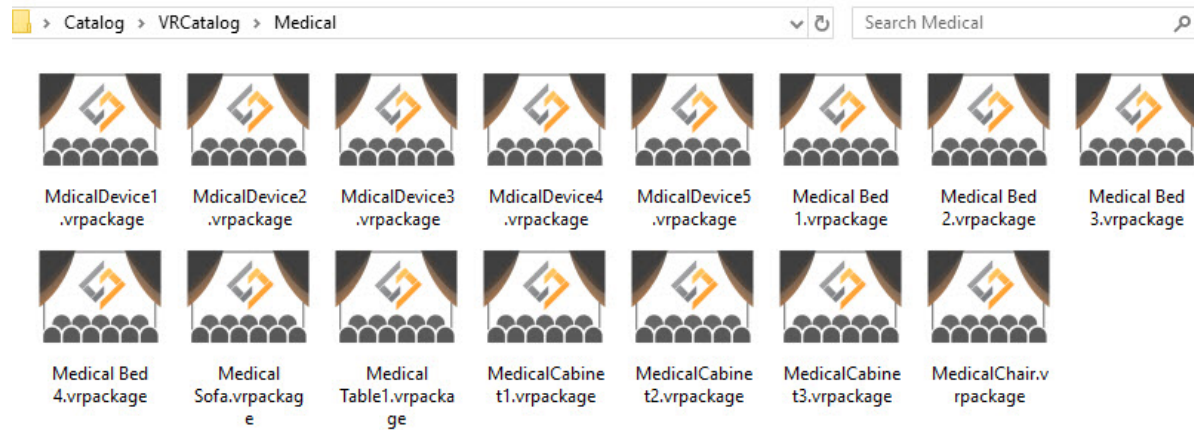 Catalog > VRCatalog > Medical
Search Medical
MdicalDevice1
.vrpackage
MdicalDevice2
.vrpackage
MdicalDevice3
.vrpackage
MdicalDevice4
.vrpackage
MdicalDevice5
.vrpackage
Medical Bed
1.vrpackage
Medical Bed
2.vrpackage
Medical Bed
3.vrpackage
Medical Bed
4.vrpackage
Medical
Sofa.vrpackag
e
Medical
Table1.vrpacka
ge
MedicalCabine
t1.vrpackage
MedicalCabine
t2.vrpackage
MedicalCabine
t3.vrpackage
MedicalChair.v
rpackage